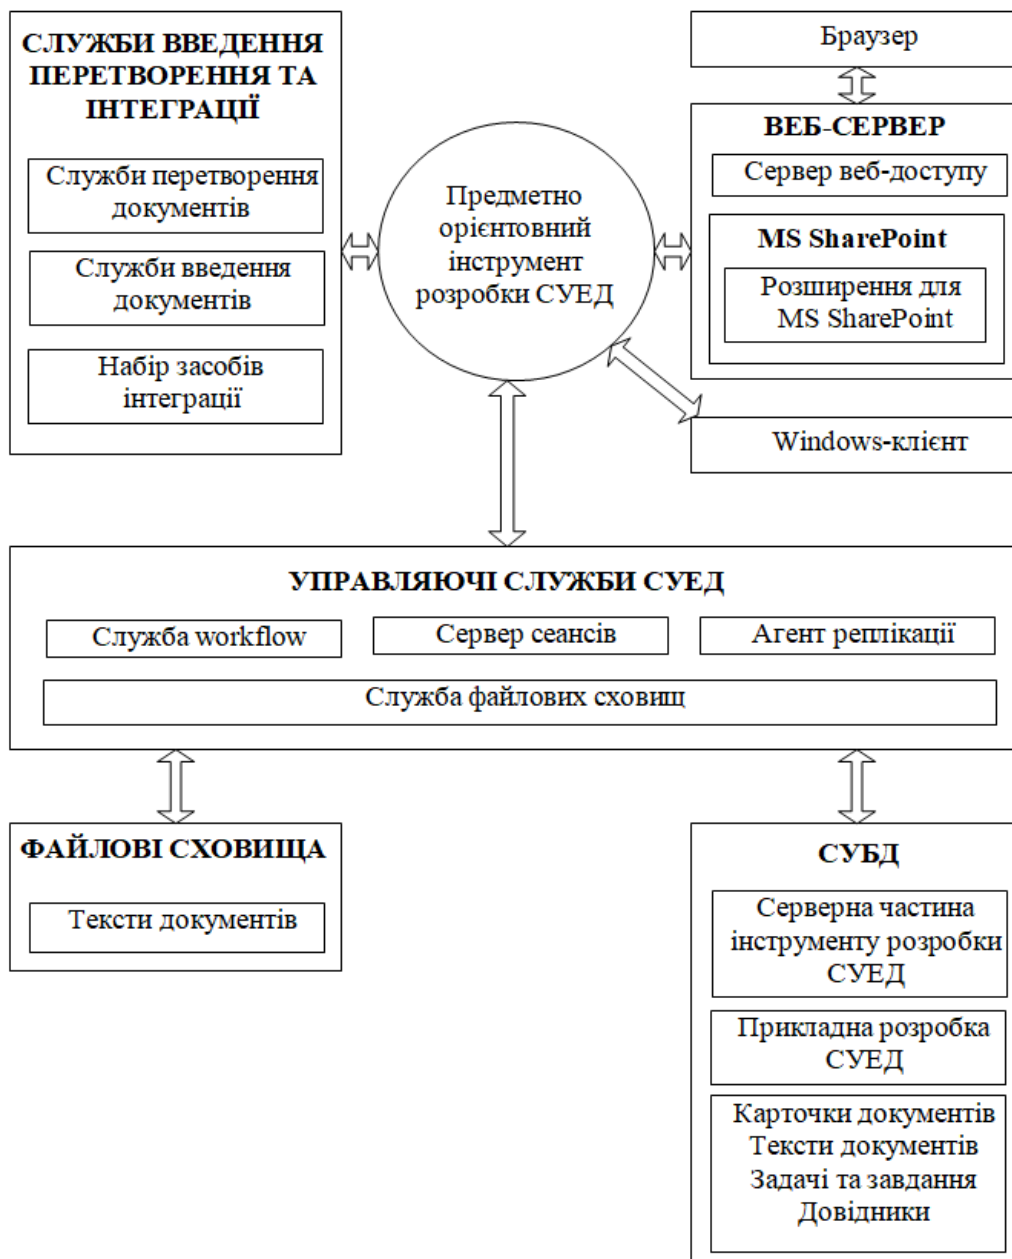 СЛУЖБИ ВВЕДЕННЯ
ПЕРЕТВОРЕННЯ ТА
ІНТЕГРАЦІЇ
Служби перетворення
документів
Служби введення
документів
Набір засобів
інтеграції
Предметно
орієнтовний
інструмент
розробки СУЕД
Браузер
ВЕБ-СЕРВЕР
Сервер веб-доступу
MS SharePoint
Розширення для
MS SharePoint
Windows-клієнт
УПРАВЛЯЮЧІ СЛУЖБИ СУЕД
Служба workflow
Сервер сеансів
Агент реплікації
Служба файлових сховищ
ФАЙЛОВІ СХОВИЩА
Тексти документів
СУБД
Серверна частина
інструменту розробки
СУЕД
Прикладна розробка
СУЕД
Карточки документів
Тексти документів
Задачі та завдання
Довідники